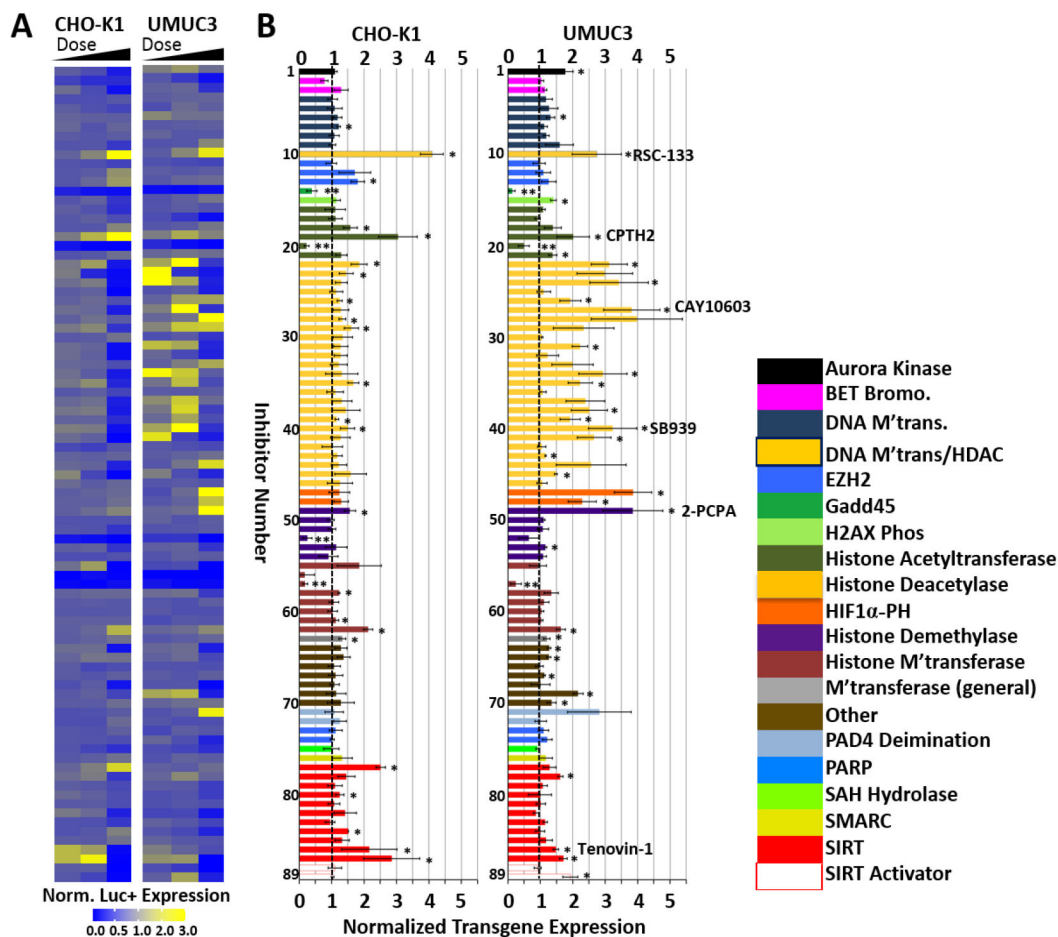 A
CHO-K1
UMUC3
Dose
Dose
Norm. Luc+ Expression
0.0 0.5 1.0 2.0 3.0
B
CHO-K1
UMUC3
0 1 2 3 4 5
0 1 2 3 4 5
1
10
20
30
40
50
60
70
80
89
Inhibitor Number
1
10
20
30
40
50
60
70
80
89
*
*
*
*
**
*
*
**
*
*
*
*
*
*
*
*
*
**
**
*
*
*
*
*
*
*
*
*
*
*
*RSC-133
**
*
* CPTH2
**
*
*
*
*
* CAY10603
*
*
*
*
*
* SB939
*
*
*
*
*
* 2-PCPA
*
**
*
*
*
*
*
*
*
*
Tenovin-1 *
*
*
0 1 2 3 4 5
0 1 2 3 4 5
Normalized Transgene Expression
Aurora Kinase
BET Bromo.
DNA M'trans.
DNA M'trans/HDAC
EZH2
Gadd45
H2AX Phos
Histone Acetyltransferase
Histone Deacetylase
HIF1α-PH
Histone Demethylase
Histone M'transferase
M'transferase (general)
Other
PAD4 Deimination
PARP
SAH Hydrolase
SMARC
SIRT
SIRT Activator